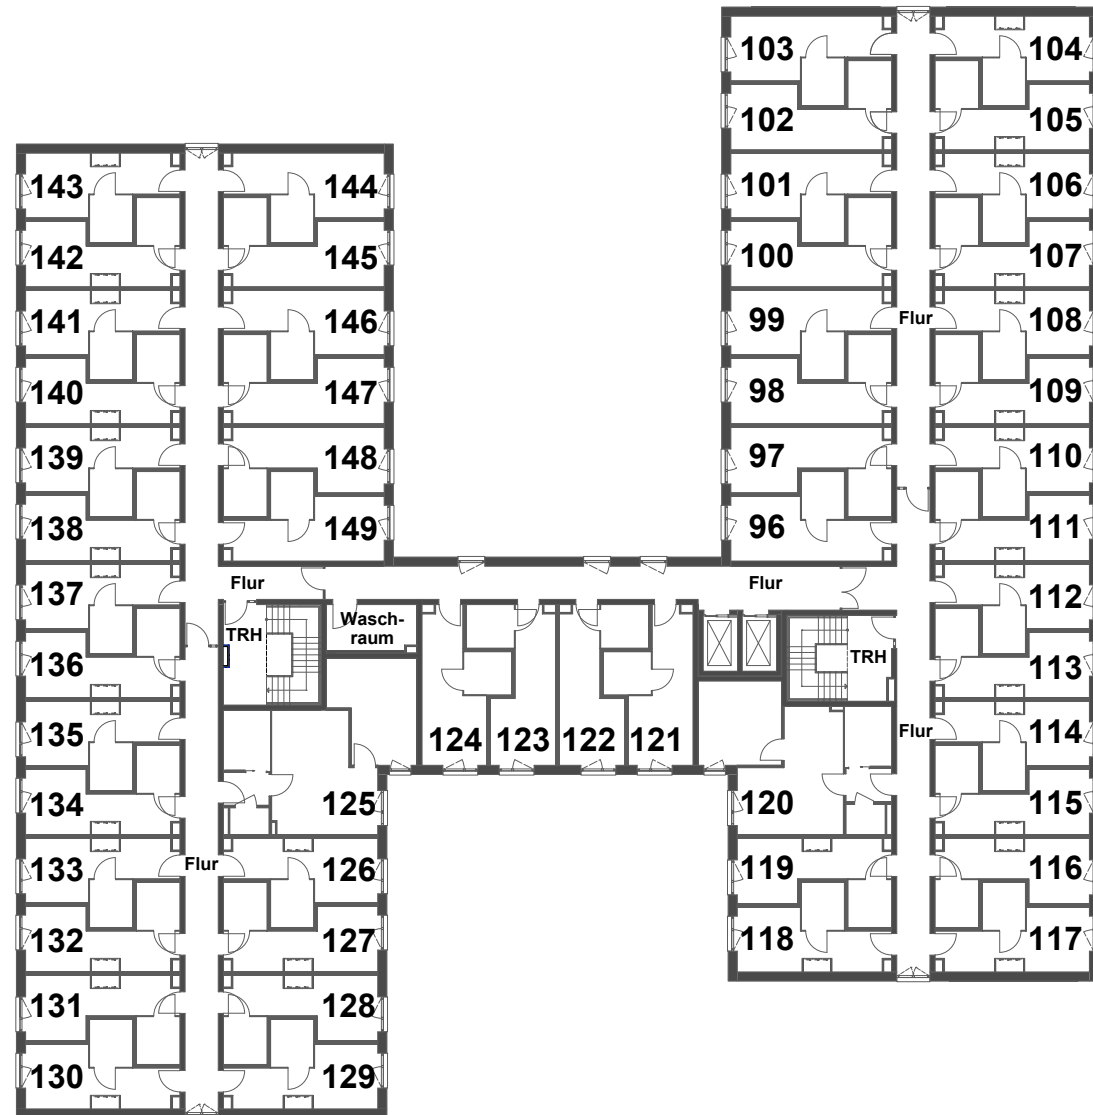 103 104
102 105
143 144 101 106
142 145 100 107
141 146 99 Flur 108
140 147 98 109
139 148 97 110
138 149 96 111
137 Flur Flur 112
TRH Wasch-
raum TRH
136 113
135 124 123 122 121 Flur 114
134 125 120 115
133 Flur 126 119 116
132 127 118 117
131 128
130 129